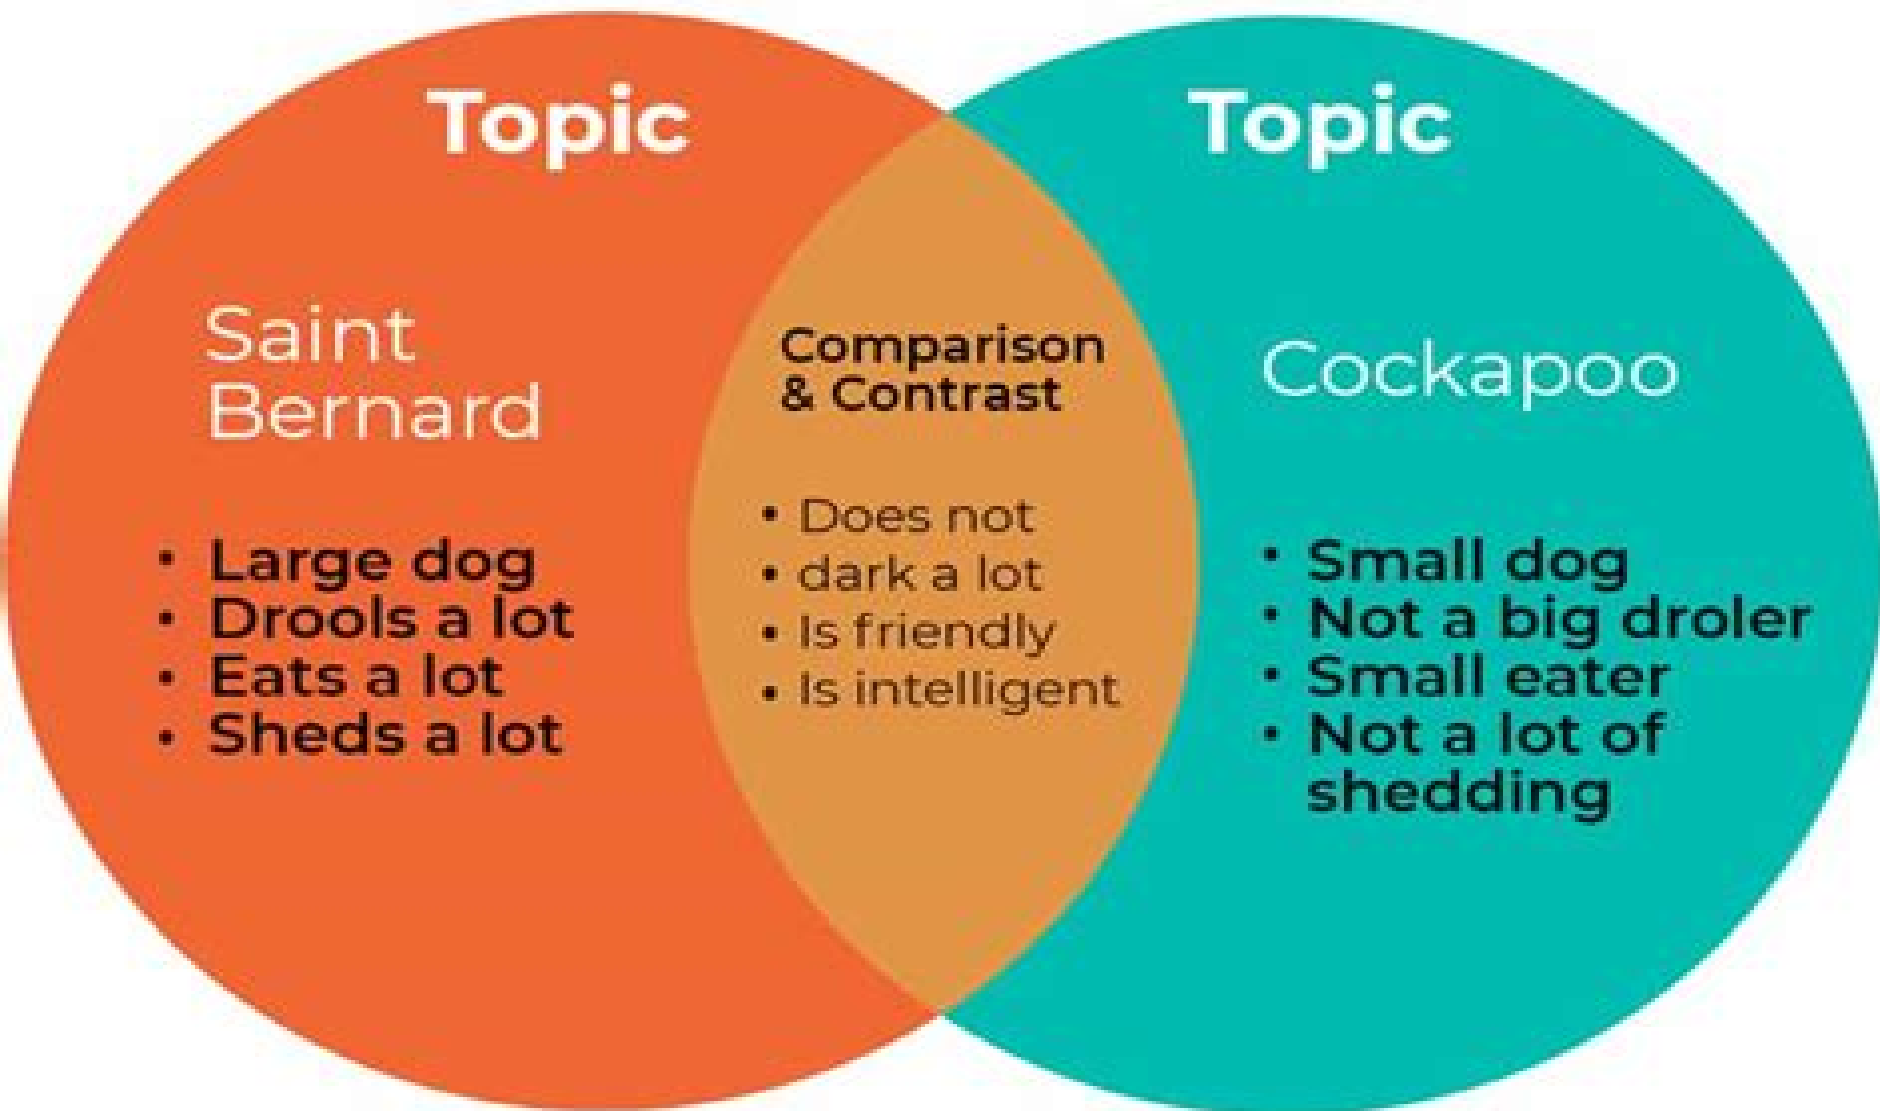 Topic
Saint
Bernard
• Large dog
• Drools a lot
• Eats a lot
• Sheds a lot
Comparison
& Contrast
• Does not
• dark a lot
• Is friendly
• Is intelligent
Topic
Cockapoo
• Small dog
• Not a big droler
• Small eater
• Not a lot of
shedding